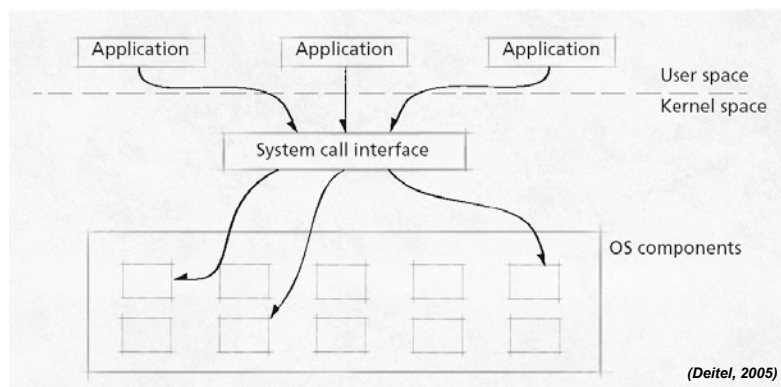 Application
Application
Application
User space
Kernel space
System call interface
OS components
(Deitel, 2005)